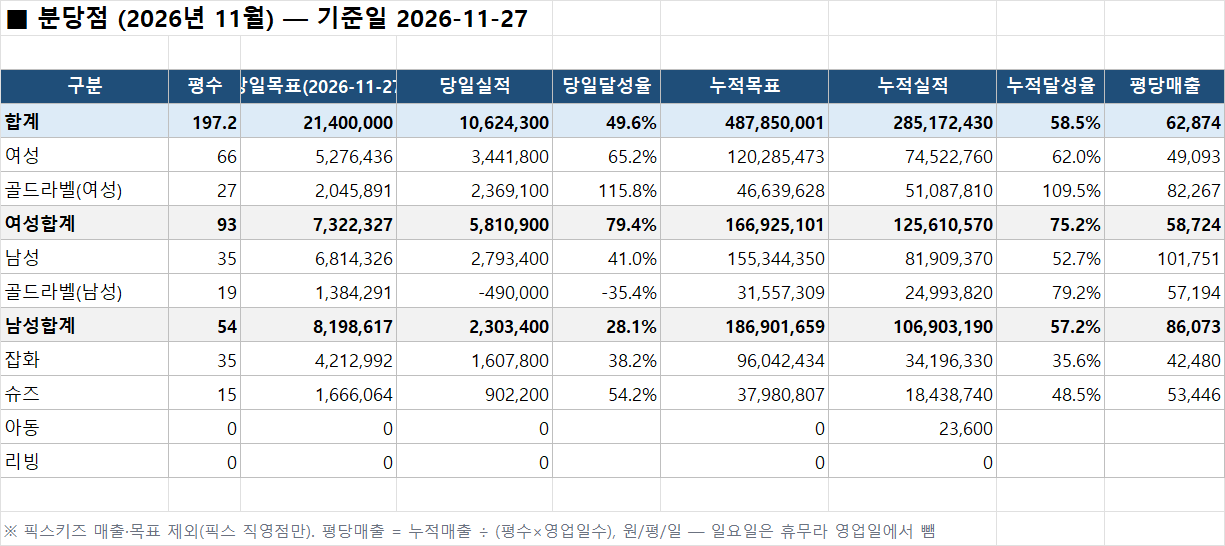 ■ 분당점 (2026년 11월) — 기준일 2026-11-27
구분 평수 당일목표(2026-11-27 당일실적 당일달성율 누적목표 누적실적 누적달성율 평당매출
합계 197.2 21,400,000 10,624,300 49.6% 487,850,001 285,172,430 58.5% 62,874
여성 66 5,276,436 3,441,800 65.2% 120,285,473 74,522,760 62.0% 49,093
골드라벨(여성) 27 2,045,891 2,369,100 115.8% 46,639,628 51,087,810 109.5% 82,267
여성합계 93 7,322,327 5,810,900 79.4% 166,925,101 125,610,570 75.2% 58,724
남성 35 6,814,326 2,793,400 41.0% 155,344,350 81,909,370 52.7% 101,751
골드라벨(남성) 19 1,384,291 -490,000 -35.4% 31,557,309 24,993,820 79.2% 57,194
남성합계 54 8,198,617 2,303,400 28.1% 186,901,659 106,903,190 57.2% 86,073
잡화 35 4,212,992 1,607,800 38.2% 96,042,434 34,196,330 35.6% 42,480
슈즈 15 1,666,064 902,200 54.2% 37,980,807 18,438,740 48.5% 53,446
아동 0 0 0 0 23,600
리빙 0 0 0 0 0
※ 픽스키즈 매출·목표 제외(픽스 직영점만). 평당매출 = 누적매출 ÷ (평수×영업일수), 원/평/일 — 일요일은 휴무라 영업일에서 뺌